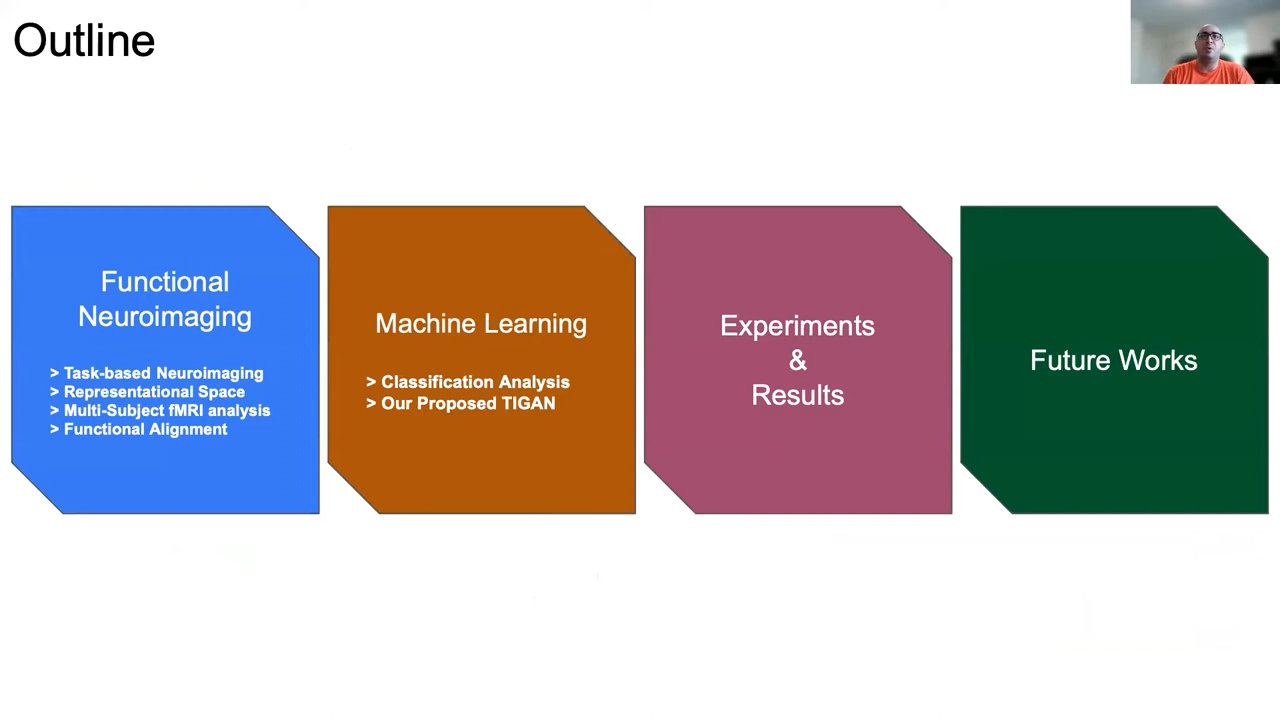 Outline
Functional
Neuroimaging
> Task-based Neuroimaging
> Representational Space
> Multi-Subject fMRI analysis
> Functional Alignment
Machine Learning
> Classification Analysis
> Our Proposed TIGAN
Experiments
&
Results
Future Works